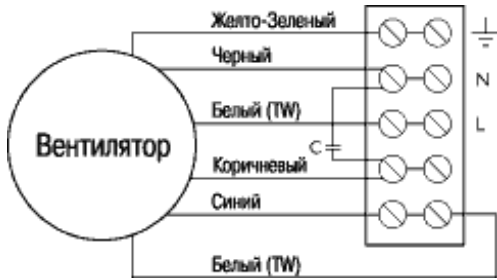 Желто-Зеленый
Черный
N
Белый (TW)
L
C
Вентилятор
Коричневый
Синий
Белый (TW)